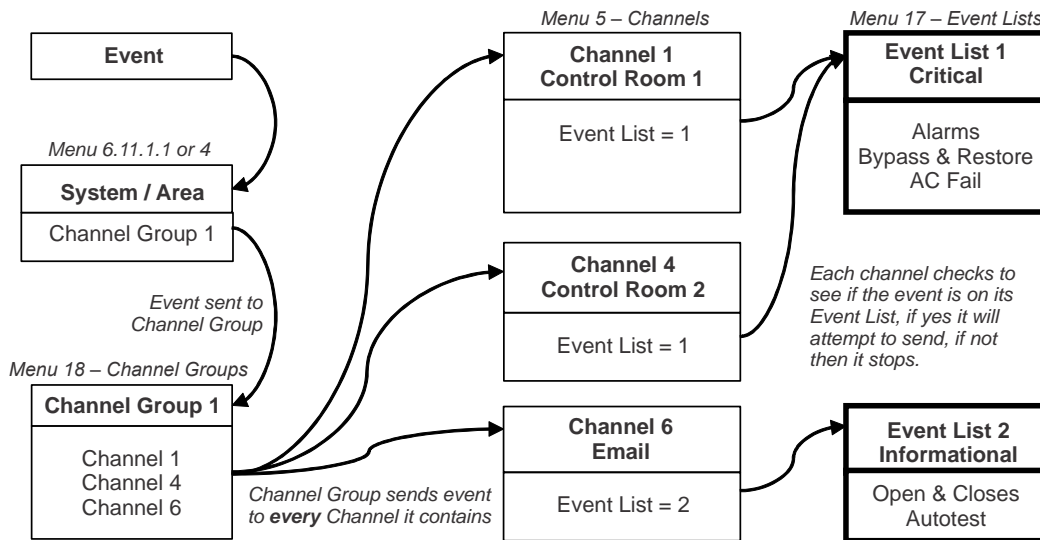 Event
Menu 6.11.1.1 or 4
System / Area
Channel Group 1
Event sent to
Channel Group
Menu 18 – Channel Groups
Channel Group 1
Channel 1
Channel 4
Channel 6
Channel Group sends event
to every Channel it contains
Menu 5 – Channels
Channel 1
Control Room 1
Event List = 1
Channel 4
Control Room 2
Event List = 1
Channel 6
Email
Event List = 2
Menu 17 – Event Lists
Event List 1
Critical
Alarms
Bypass & Restore
AC Fail
Each channel checks to
see if the event is on its
Event List, if yes it will
attempt to send, if not
then it stops.
Event List 2
Informational
Open & Closes
Autotest